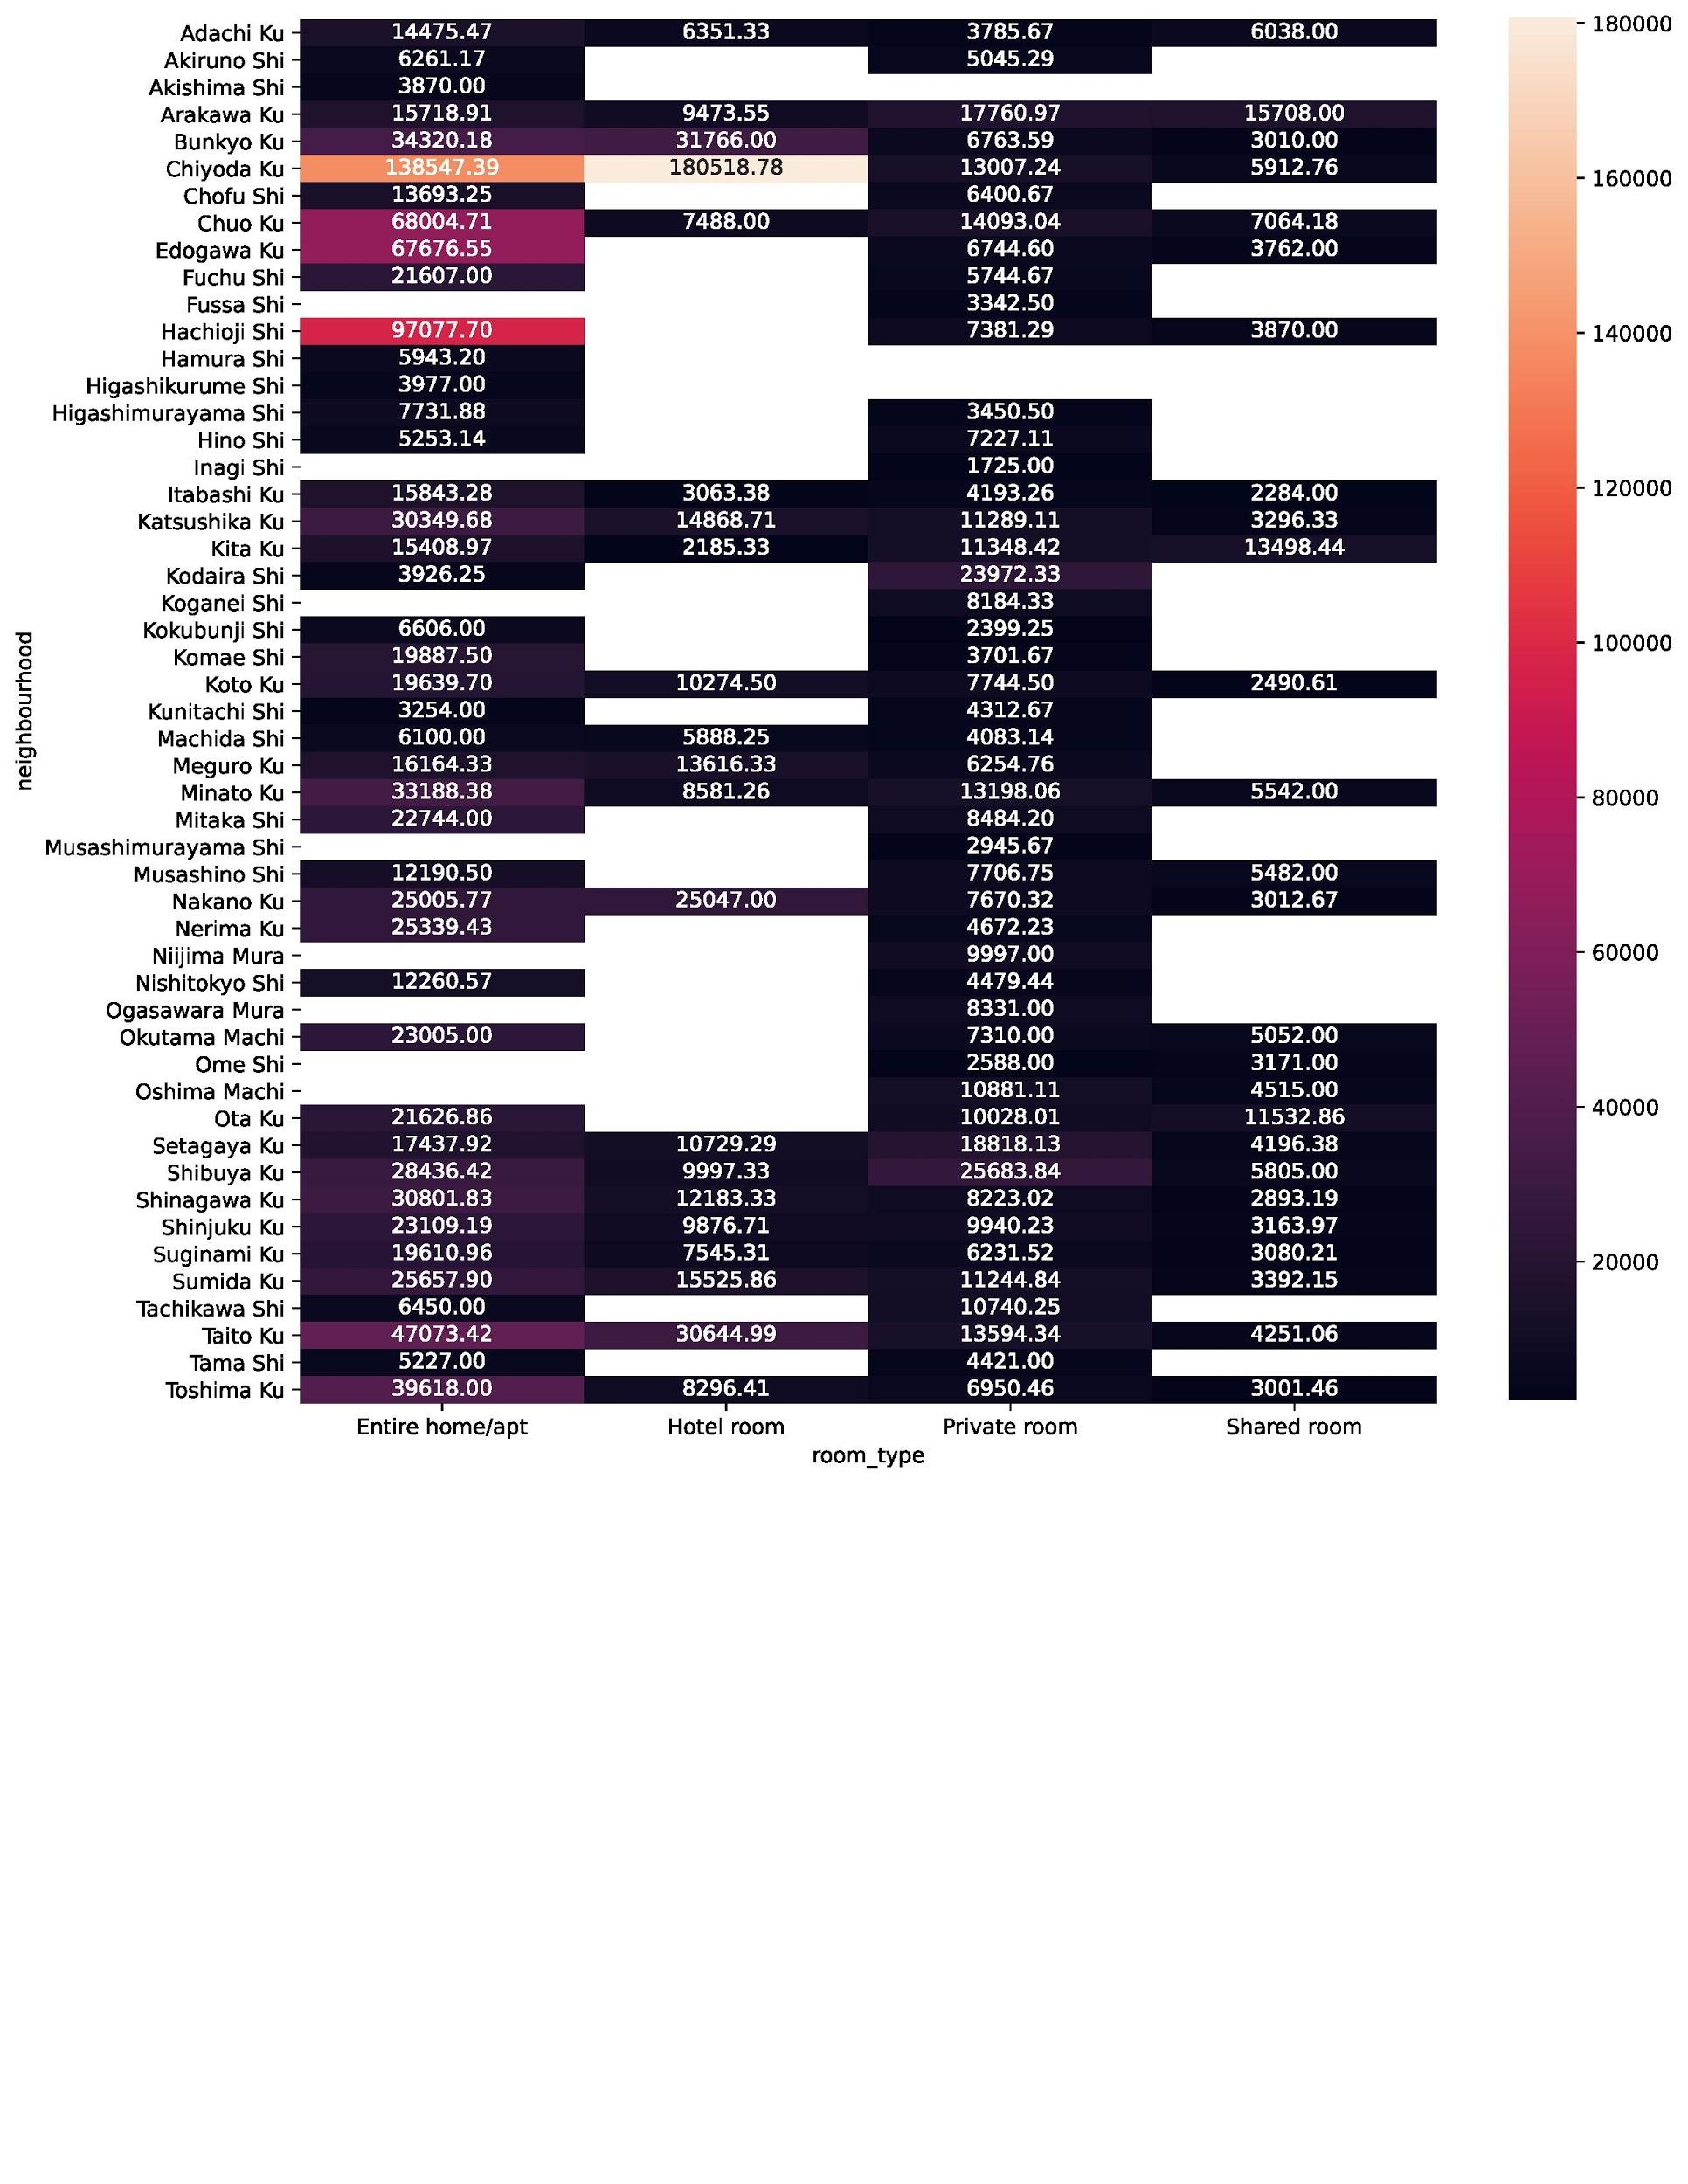 Adachi Ku 14475.47 6351.33 3785.67 6038.00
Akiruno Shi 6261.17 5045.29
Akishima Shi 3870.00
Arakawa Ku 15718.91 9473.55 17760.97 15708.00
Bunkyo Ku 34320.18 31766.00 6763.59 3010.00
Chiyoda Ku 138547.39 180518.78 13007.24 5912.76
Chofu Shi 13693.25 6400.67
Chuo Ku 68004.71 7488.00 14093.04 7064.18
Edogawa Ku 67676.55 6744.60 3762.00
Fuchu Shi 21607.00 5744.67
Fussa Shi 3342.50
Hachioji Shi 97077.70 7381.29 3870.00
Hamura Shi 5943.20
Higashikurume Shi 3977.00
Higashimurayama Shi 7731.88 3450.50
Hino Shi 5253.14 7227.11
Inagi Shi 1725.00
Itabashi Ku 15843.28 3063.38 4193.26 2284.00
Katsushika Ku 30349.68 14868.71 11289.11 3296.33
Kita Ku 15408.97 2185.33 11348.42 13498.44
Kodaira Shi 3926.25 23972.33
Koganei Shi 8184.33
Kokubunji Shi 6606.00 2399.25
Komae Shi 19887.50 3701.67
Koto Ku 19639.70 10274.50 7744.50 2490.61
Kunitachi Shi 3254.00 4312.67
Machida Shi 6100.00 5888.25 4083.14
Meguro Ku 16164.33 13616.33 6254.76
Minato Ku 33188.38 8581.26 13198.06 5542.00
Mitaka Shi 22744.00 8484.20
Musashimurayama Shi 2945.67
Musashino Shi 12190.50 7706.75 5482.00
Nakano Ku 25005.77 25047.00 7670.32 3012.67
Nerima Ku 25339.43 4672.23
Niijima Mura 9997.00
Nishitokyo Shi 12260.57 4479.44
Ogasawara Mura 8331.00
Okutama Machi 23005.00 7310.00 5052.00
Ome Shi 2588.00 3171.00
Oshima Machi 10881.11 4515.00
Ota Ku 21626.86 10028.01 11532.86
Setagaya Ku 17437.92 10729.29 18818.13 4196.38
Shibuya Ku 28436.42 9997.33 25683.84 5805.00
Shinagawa Ku 30801.83 12183.33 8223.02 2893.19
Shinjuku Ku 23109.19 9876.71 9940.23 3163.97
Suginami Ku 19610.96 7545.31 6231.52 3080.21
Sumida Ku 25657.90 15525.86 11244.84 3392.15
Tachikawa Shi 6450.00 10740.25
Taito Ku 47073.42 30644.99 13594.34 4251.06
Tama Shi 5227.00 4421.00
Toshima Ku 39618.00 8296.41 6950.46 3001.46
Entire home/apt Hotel room Private room Shared room
room_type
neighbourhood
180000
160000
140000
120000
100000
80000
60000
40000
20000